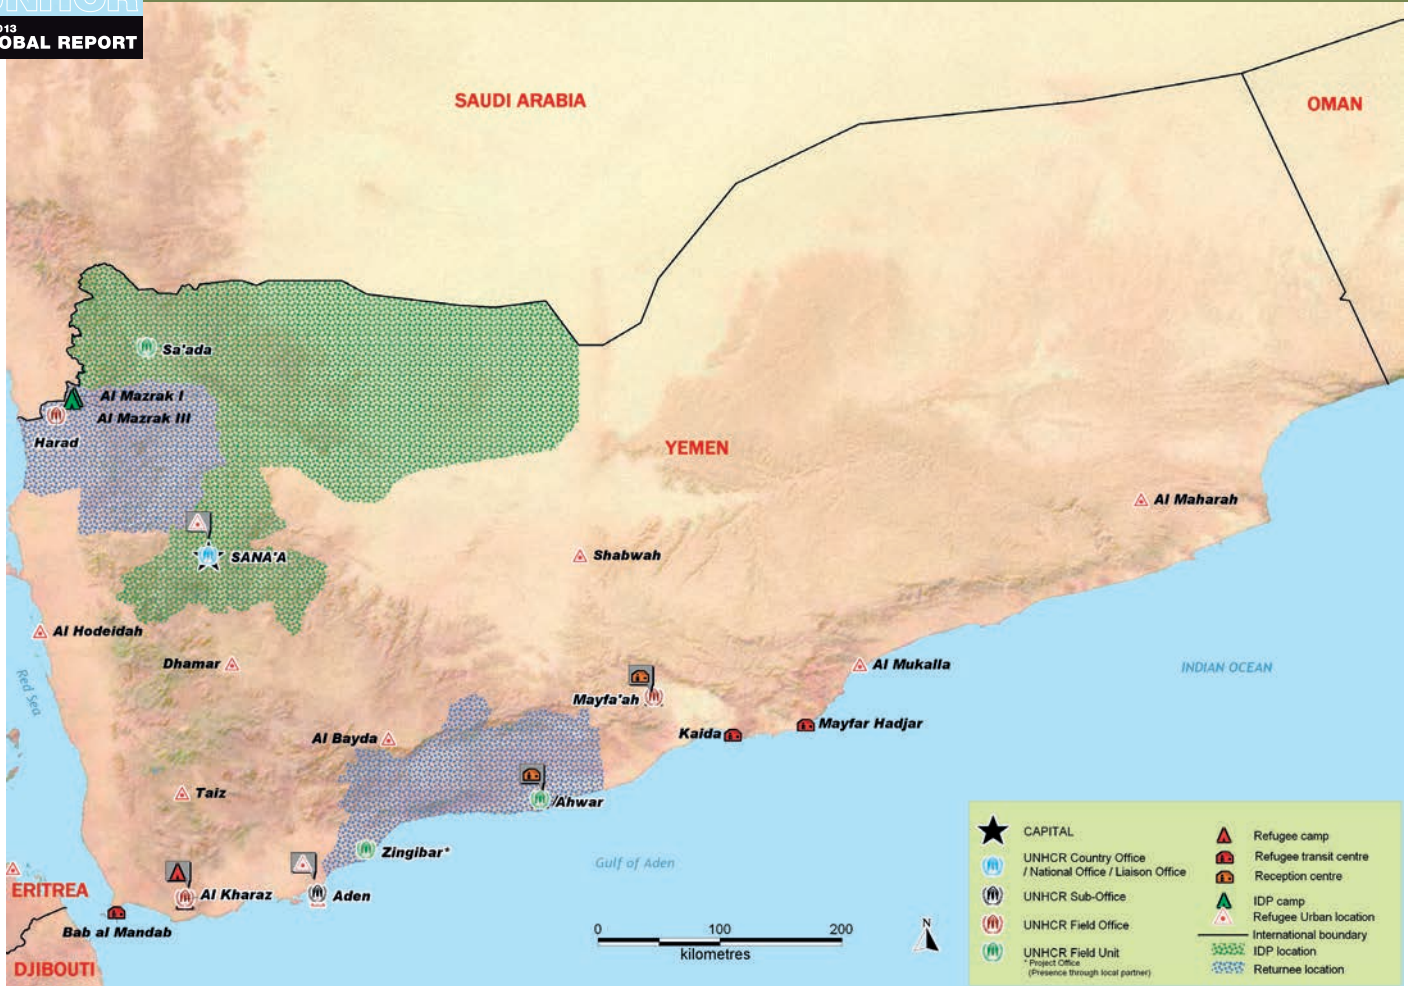 UNHCR
2013
GLOBAL REPORT
SAUDI ARABIA
OMAN
Sa'ada
Al Mazrak I
Al Mazrak III
Harad
YEMEN
Al Maharah
SANA'A
Shabwah
Al Hodeidah
Dhamar
Al Mukalla
INDIAN OCEAN
Red Sea
Mayfa'ah
Kaida
Mayfar Hadjar
Al Bayda
Taiz
Ahwar
Zingibar*
Gulf of Aden
ERITREA
Al Kharaz
Aden
Bab al Mandab
DJIBOUTI
0 100 200
kilometres
N
CAPITAL
UNHCR Country Office
/ National Office / Liaison Office
UNHCR Sub-Office
UNHCR Field Office
UNHCR Field Unit
* Project Office
(Presence through local partner)
Refugee camp
Refugee transit centre
Reception centre
IDP camp
Refugee Urban location
International boundary
IDP location
Returnee location